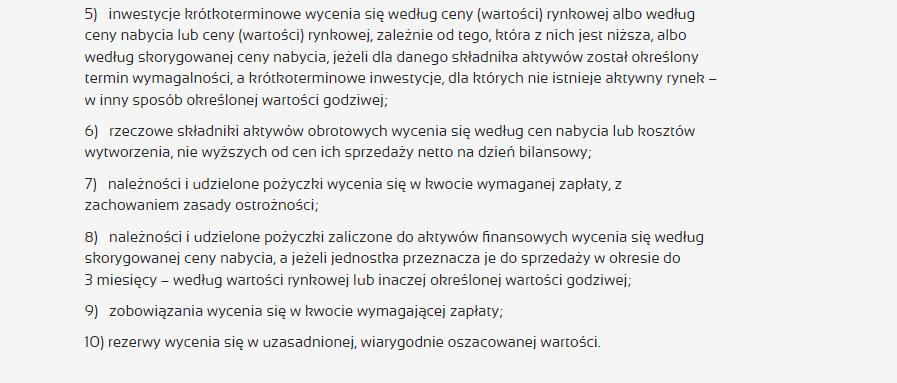 5) inwestycje krótkoterminowe wycenia się według ceny (wartości) rynkowej albo według
ceny nabycia lub ceny (wartości) rynkowej, zależnie od tego, która z nich jest niższa, albo
według skorygowanej ceny nabycia, jeżeli dla danego składnika aktywów został określony
termin wymagalności, a krótkoterminowe inwestycje, dla których nie istnieje aktywny rynek –
w inny sposób określonej wartości godziwej;
6) rzeczowe składniki aktywów obrotowych wycenia się według cen nabycia lub kosztów
wytworzenia, nie wyższych od cen ich sprzedaży netto na dzień bilansowy;
7) należności i udzielone pożyczki wycenia się w kwocie wymaganej zapłaty, z
zachowaniem zasady ostrożności;
8) należności i udzielone pożyczki zaliczone do aktywów finansowych wycenia się według
skorygowanej ceny nabycia, a jeżeli jednostka przeznacza je do sprzedaży w okresie do
3 miesięcy – według wartości rynkowej lub inaczej określonej wartości godziwej;
9) zobowiązania wycenia się w kwocie wymagającej zapłaty;
10) rezerwy wycenia się w uzasadnionej, wiarygodnie oszacowanej wartości.